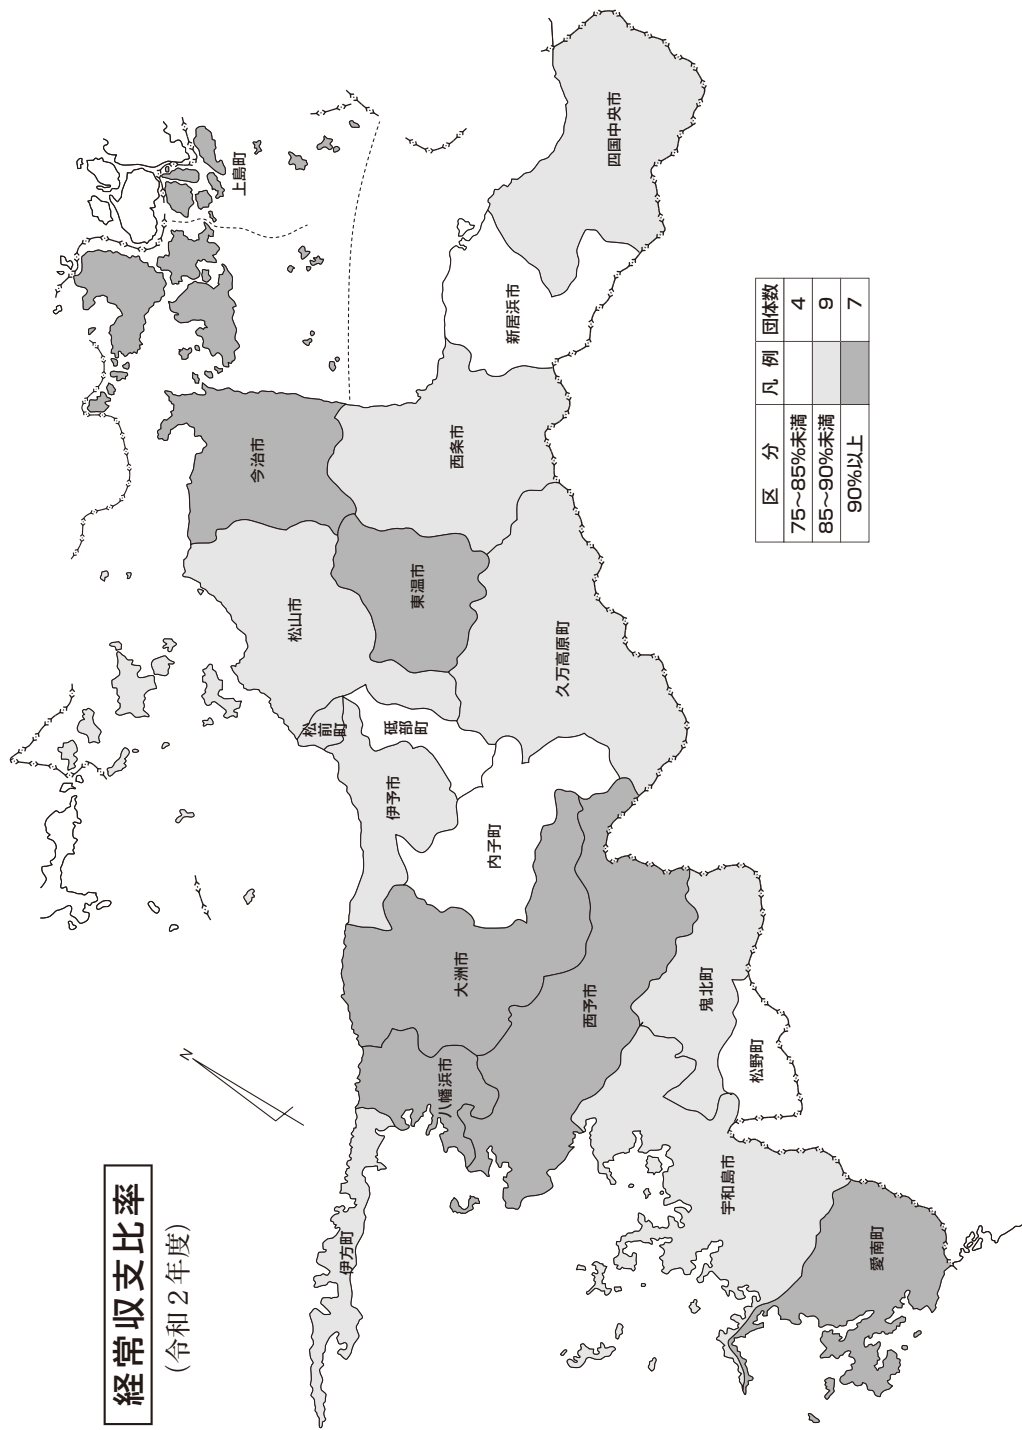 経常収支比率
(令和2年度)
上島町
四国中央市
新居浜市
今治市
西条市
東温市
松山市
久万高原町
松前町
砥部町
伊予市
内子町
大洲市
西予市
鬼北町
松野町
八幡浜市
伊方町
宇和島市
愛南町
N
区 分 凡 例 団体数
75～85%未満 4
85～90%未満 9
90%以上 7